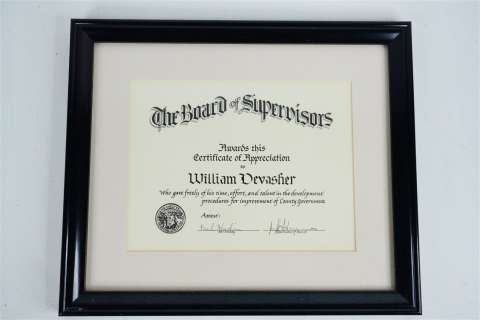 The Board of Supervisors
Awards this
Certificate of Appreciation
to
William Devasher
Who gave freely of his time, effort, and talent in the development
procedures for improvement of County Government
Attest: